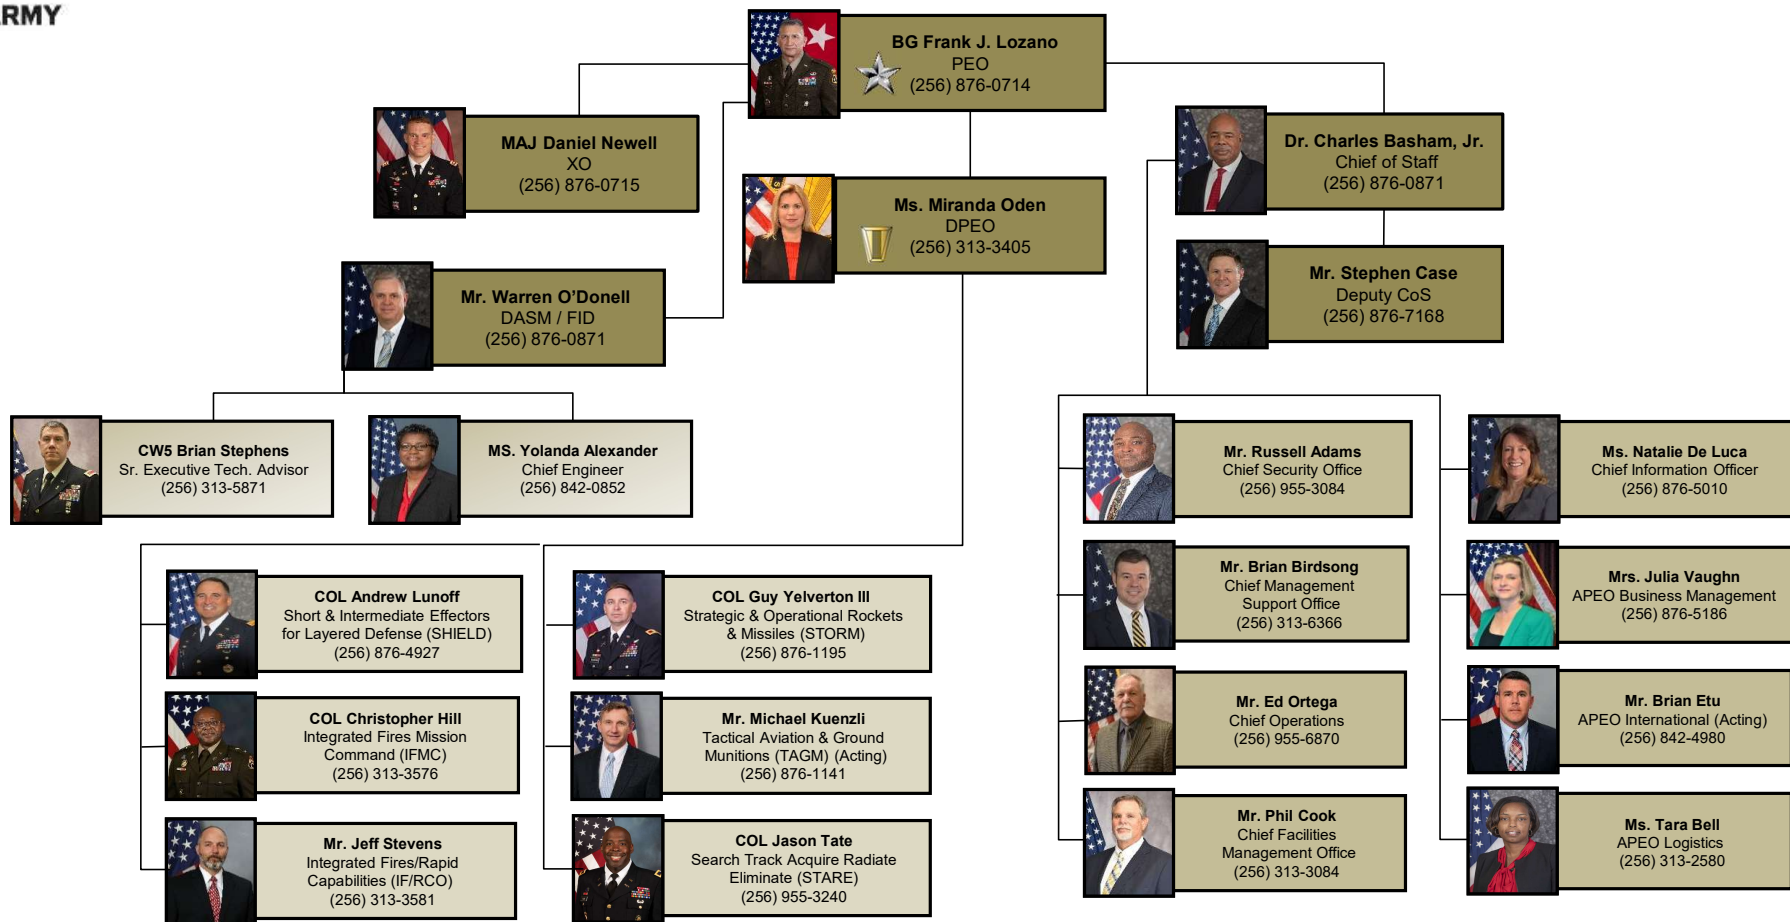 ARMY
BG Frank J. Lozano
PEO
(256) 876-0714
MAJ Daniel Newell
XO
(256) 876-0715
Dr. Charles Basham, Jr.
Chief of Staff
(256) 876-0871
Ms. Miranda Oden
DPEO
(256) 313-3405
Mr. Stephen Case
Deputy CoS
(256) 876-7168
Mr. Warren O’Donell
DASM / FID
(256) 876-0871
CW5 Brian Stephens
Sr. Executive Tech. Advisor
(256) 313-5871
MS. Yolanda Alexander
Chief Engineer
(256) 842-0852
Mr. Russell Adams
Chief Security Office
(256) 955-3084
Ms. Natalie De Luca
Chief Information Officer
(256) 876-5010
COL Andrew Lunoff
Short & Intermediate Effectors
for Layered Defense (SHIELD)
(256) 876-4927
COL Guy Yelverton III
Strategic & Operational Rockets
& Missiles (STORM)
(256) 876-1195
Mr. Brian Birdsong
Chief Management
Support Office
(256) 313-6366
Mrs. Julia Vaughn
APEO Business Management
(256) 876-5186
COL Christopher Hill
Integrated Fires Mission
Command (IFMC)
(256) 313-3576
Mr. Michael Kuenzli
Tactical Aviation & Ground
Munitions (TAGM) (Acting)
(256) 876-1141
Mr. Ed Ortega
Chief Operations
(256) 955-6870
Mr. Brian Etu
APEO International (Acting)
(256) 842-4980
Mr. Jeff Stevens
Integrated Fires/Rapid
Capabilities (IF/RCO)
(256) 313-3581
COL Jason Tate
Search Track Acquire Radiate
Eliminate (STARE)
(256) 955-3240
Mr. Phil Cook
Chief Facilities
Management Office
(256) 313-3084
Ms. Tara Bell
APEO Logistics
(256) 313-2580